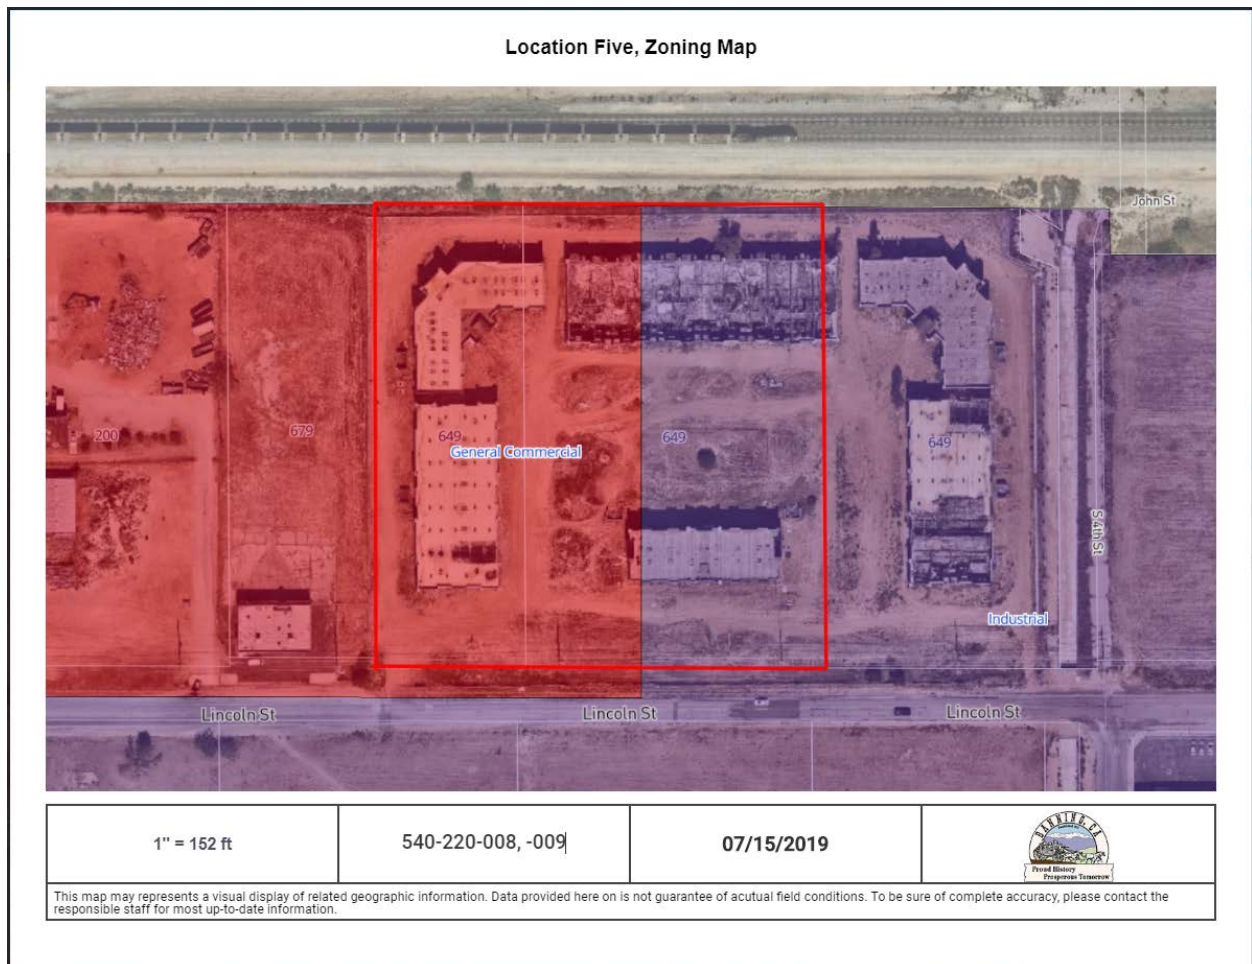 Location Five, Zoning Map
John St
200
679
649
General Commercial
649
649
S 4th St
Industrial
Lincoln St
Lincoln St
Lincoln St
1" = 152 ft
540-220-008, -009
07/15/2019
BANNING, CA
Proud History
Prosperous Tomorrow
This map may represents a visual display of related geographic information. Data provided here on is not guarantee of acutual field conditions. To be sure of complete accuracy, please contact the
responsible staff for most up-to-date information.